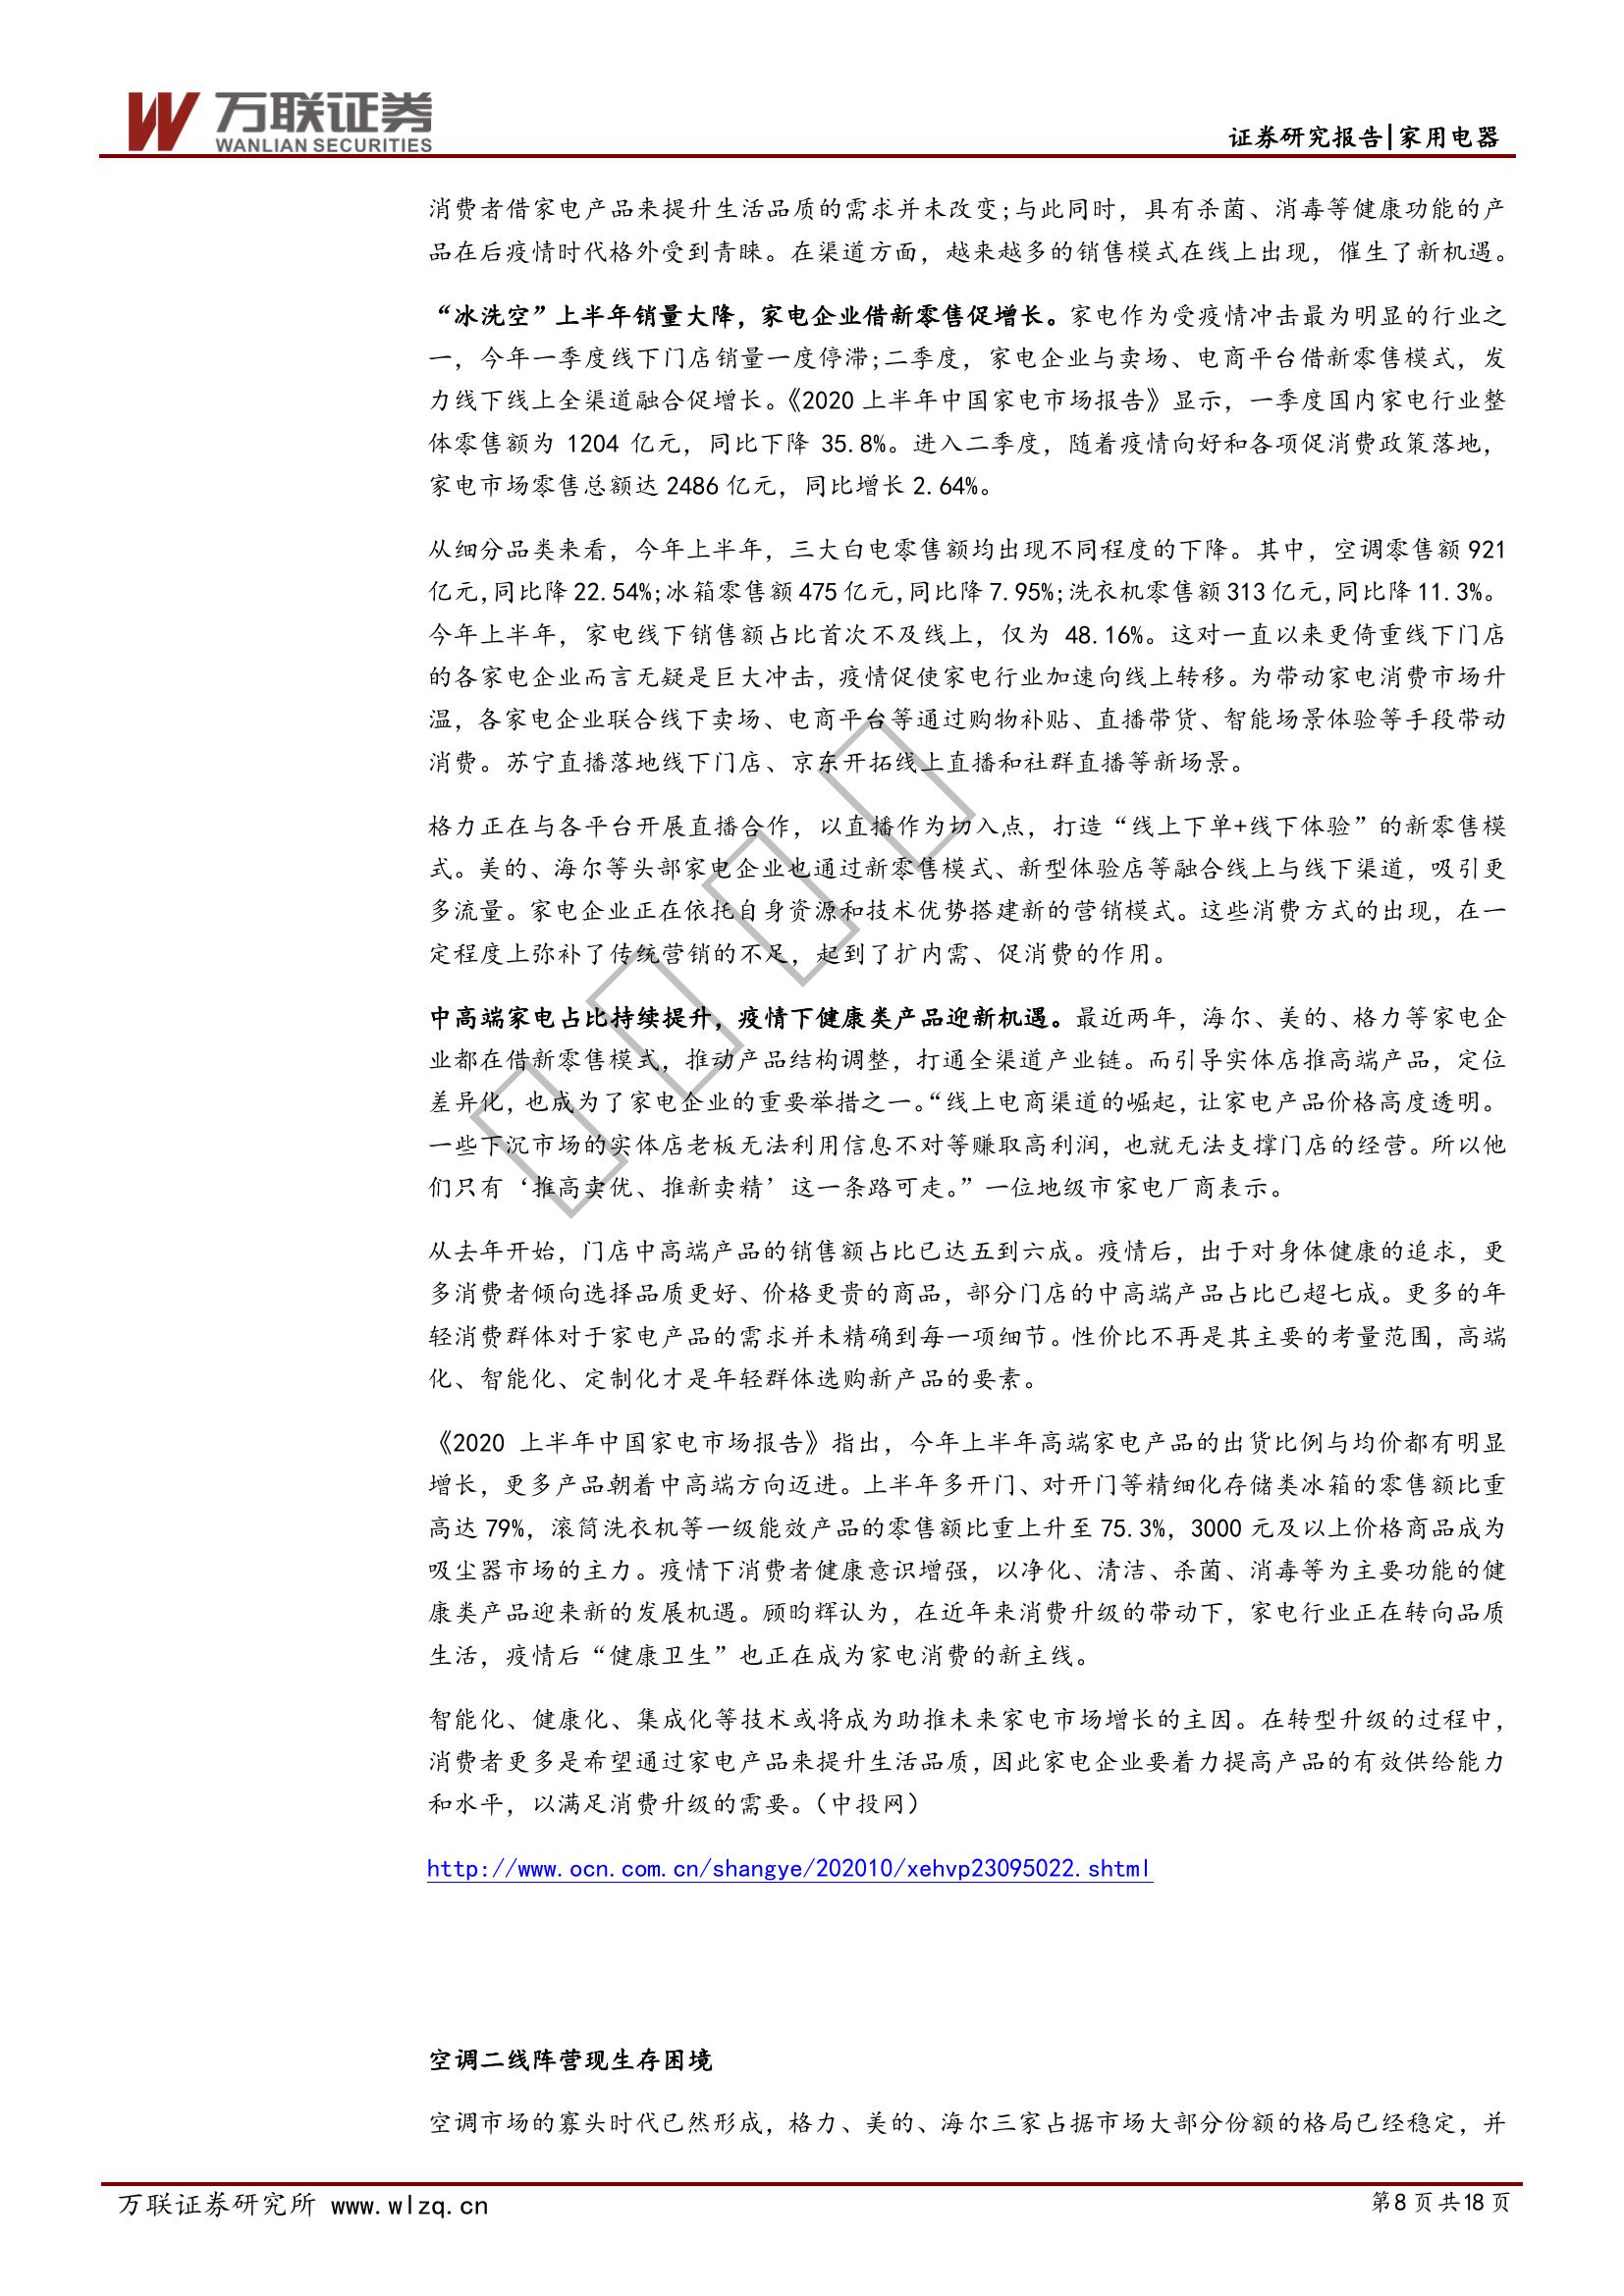 万联证券
WANLIAN SECURITIES
证券研究报告|家用电器
消费者借家电产品来提升生活品质的需求并未改变;与此同时，具有杀菌、消毒等健康功能的产
品在后疫情时代格外受到青睐。在渠道方面，越来越多的销售模式在线上出现，催生了新机遇。
“冰洗空”上半年销量大降，家电企业借新零售促增长。家电作为受疫情冲击最为明显的行业之
一，今年一季度线下门店销量一度停滞;二季度，家电企业与卖场、电商平台借新零售模式，发
力线下线上全渠道融合促增长。《2020 上半年中国家电市场报告》显示，一季度国内家电行业整
体零售额为 1204 亿元，同比下降 35.8%。进入二季度，随着疫情向好和各项促消费政策落地，
家电市场零售总额达 2486 亿元，同比增长 2.64%。
从细分品类来看，今年上半年，三大白电零售额均出现不同程度的下降。其中，空调零售额 921
亿元,同比降 22.54%;冰箱零售额 475 亿元,同比降 7.95%;洗衣机零售额 313 亿元,同比降 11.3%。
今年上半年，家电线下销售额占比首次不及线上，仅为 48.16%。这对一直以来更倚重线下门店
的各家电企业而言无疑是巨大冲击，疫情促使家电行业加速向线上转移。为带动家电消费市场升
温，各家电企业联合线下卖场、电商平台等通过购物补贴、直播带货、智能场景体验等手段带动
消费。苏宁直播落地线下门店、京东开拓线上直播和社群直播等新场景。
格力正在与各平台开展直播合作，以直播作为切入点，打造“线上下单+线下体验”的新零售模
式。美的、海尔等头部家电企业也通过新零售模式、新型体验店等融合线上与线下渠道，吸引更
多流量。家电企业正在依托自身资源和技术优势搭建新的营销模式。这些消费方式的出现，在一
定程度上弥补了传统营销的不足，起到了扩内需、促消费的作用。
中高端家电占比持续提升，疫情下健康类产品迎新机遇。最近两年，海尔、美的、格力等家电企
业都在借新零售模式，推动产品结构调整，打通全渠道产业链。而引导实体店推高端产品，定位
差异化，也成为了家电企业的重要举措之一。“线上电商渠道的崛起，让家电产品价格高度透明。
一些下沉市场的实体店老板无法利用信息不对等赚取高利润，也就无法支撑门店的经营。所以他
们只有‘推高卖优、推新卖精’这一条路可走。”一位地级市家电厂商表示。
从去年开始，门店中高端产品的销售额占比已达五到六成。疫情后，出于对身体健康的追求，更
多消费者倾向选择品质更好、价格更贵的商品，部分门店的中高端产品占比已超七成。更多的年
轻消费群体对于家电产品的需求并未精确到每一项细节。性价比不再是其主要的考量范围，高端
化、智能化、定制化才是年轻群体选购新产品的要素。
《2020 上半年中国家电市场报告》指出，今年上半年高端家电产品的出货比例与均价都有明显
增长，更多产品朝着中高端方向迈进。上半年多开门、对开门等精细化存储类冰箱的零售额比重
高达 79%，滚筒洗衣机等一级能效产品的零售额比重上升至 75.3%，3000 元及以上价格商品成为
吸尘器市场的主力。疫情下消费者健康意识增强，以净化、清洁、杀菌、消毒等为主要功能的健
康类产品迎来新的发展机遇。顾昀辉认为，在近年来消费升级的带动下，家电行业正在转向品质
生活，疫情后“健康卫生”也正在成为家电消费的新主线。
智能化、健康化、集成化等技术或将成为助推未来家电市场增长的主因。在转型升级的过程中，
消费者更多是希望通过家电产品来提升生活品质，因此家电企业要着力提高产品的有效供给能力
和水平，以满足消费升级的需要。（中投网）
http://www.ocn.com.cn/shangye/202010/xehvp23095022.shtml
空调二线阵营现生存困境
空调市场的寡头时代已然形成，格力、美的、海尔三家占据市场大部分份额的格局已经稳定，并
万联证券研究所 www.wlzq.cn
第 8 页 共 18 页